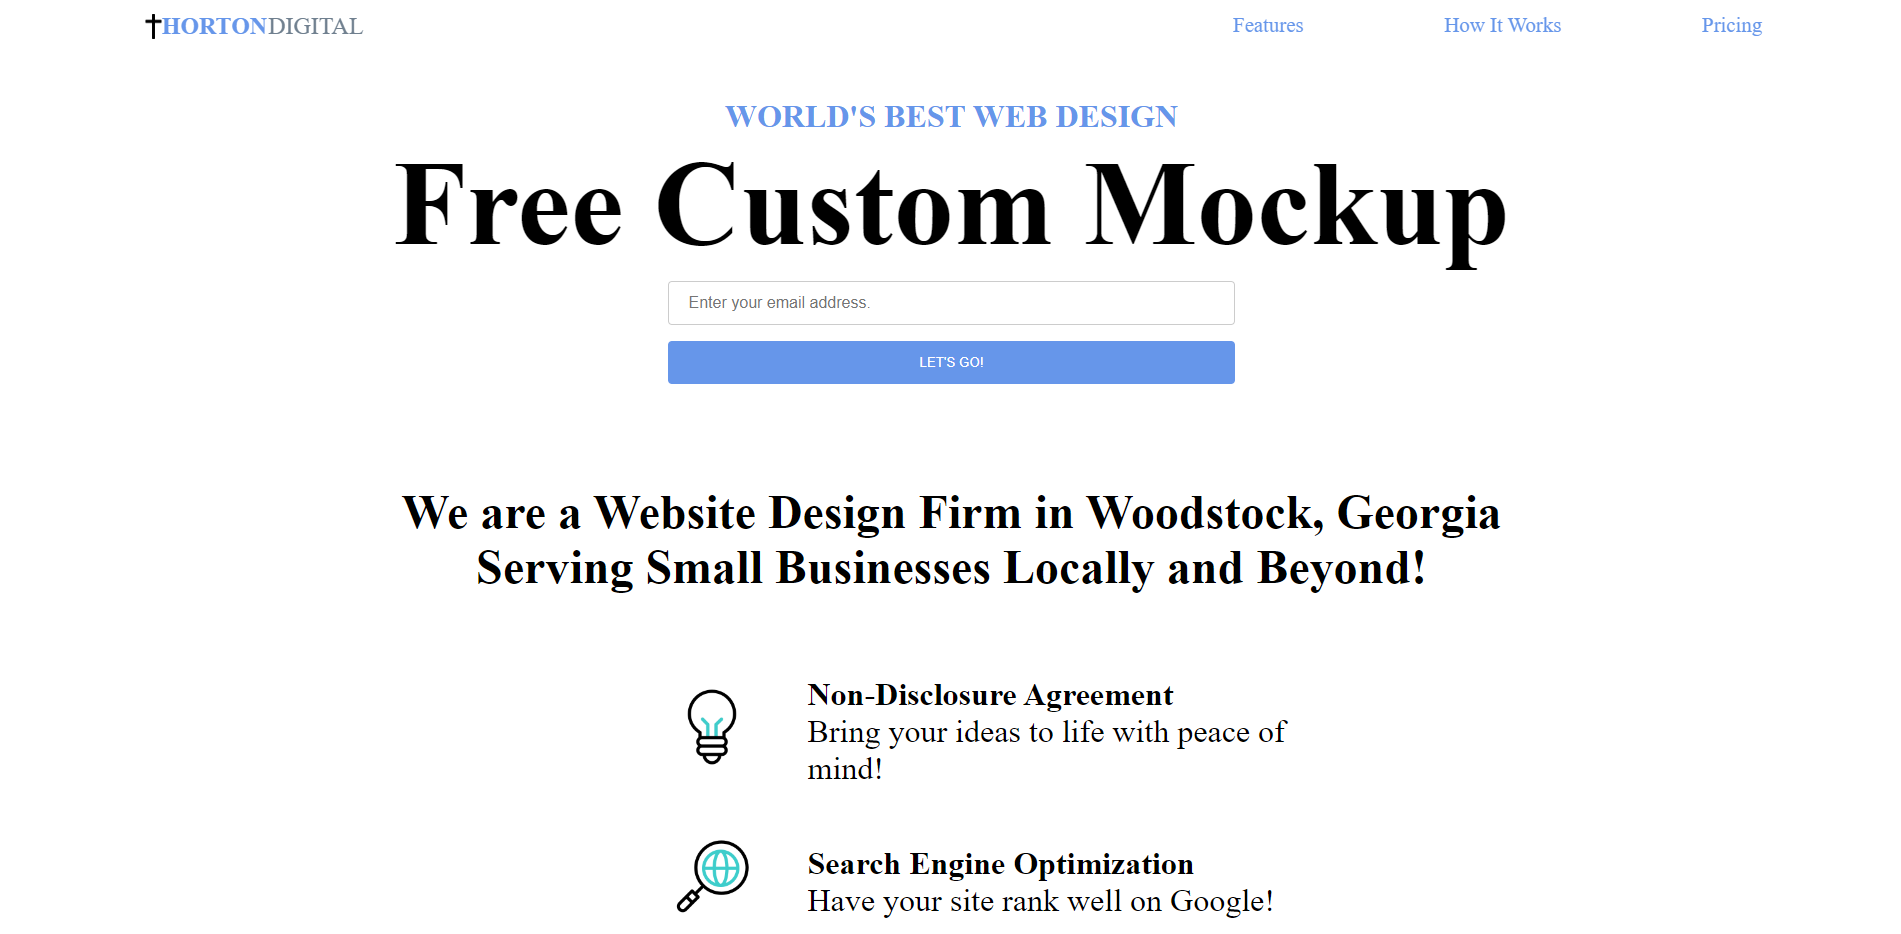 HORTONDIGITAL
Features
How It Works
Pricing
WORLD'S BEST WEB DESIGN
Free Custom Mockup
Enter your email address.
LET'S GO!
We are a Website Design Firm in Woodstock, Georgia
Serving Small Businesses Locally and Beyond!
Non-Disclosure Agreement
Bring your ideas to life with peace of
mind!
Search Engine Optimization
Have your site rank well on Google!